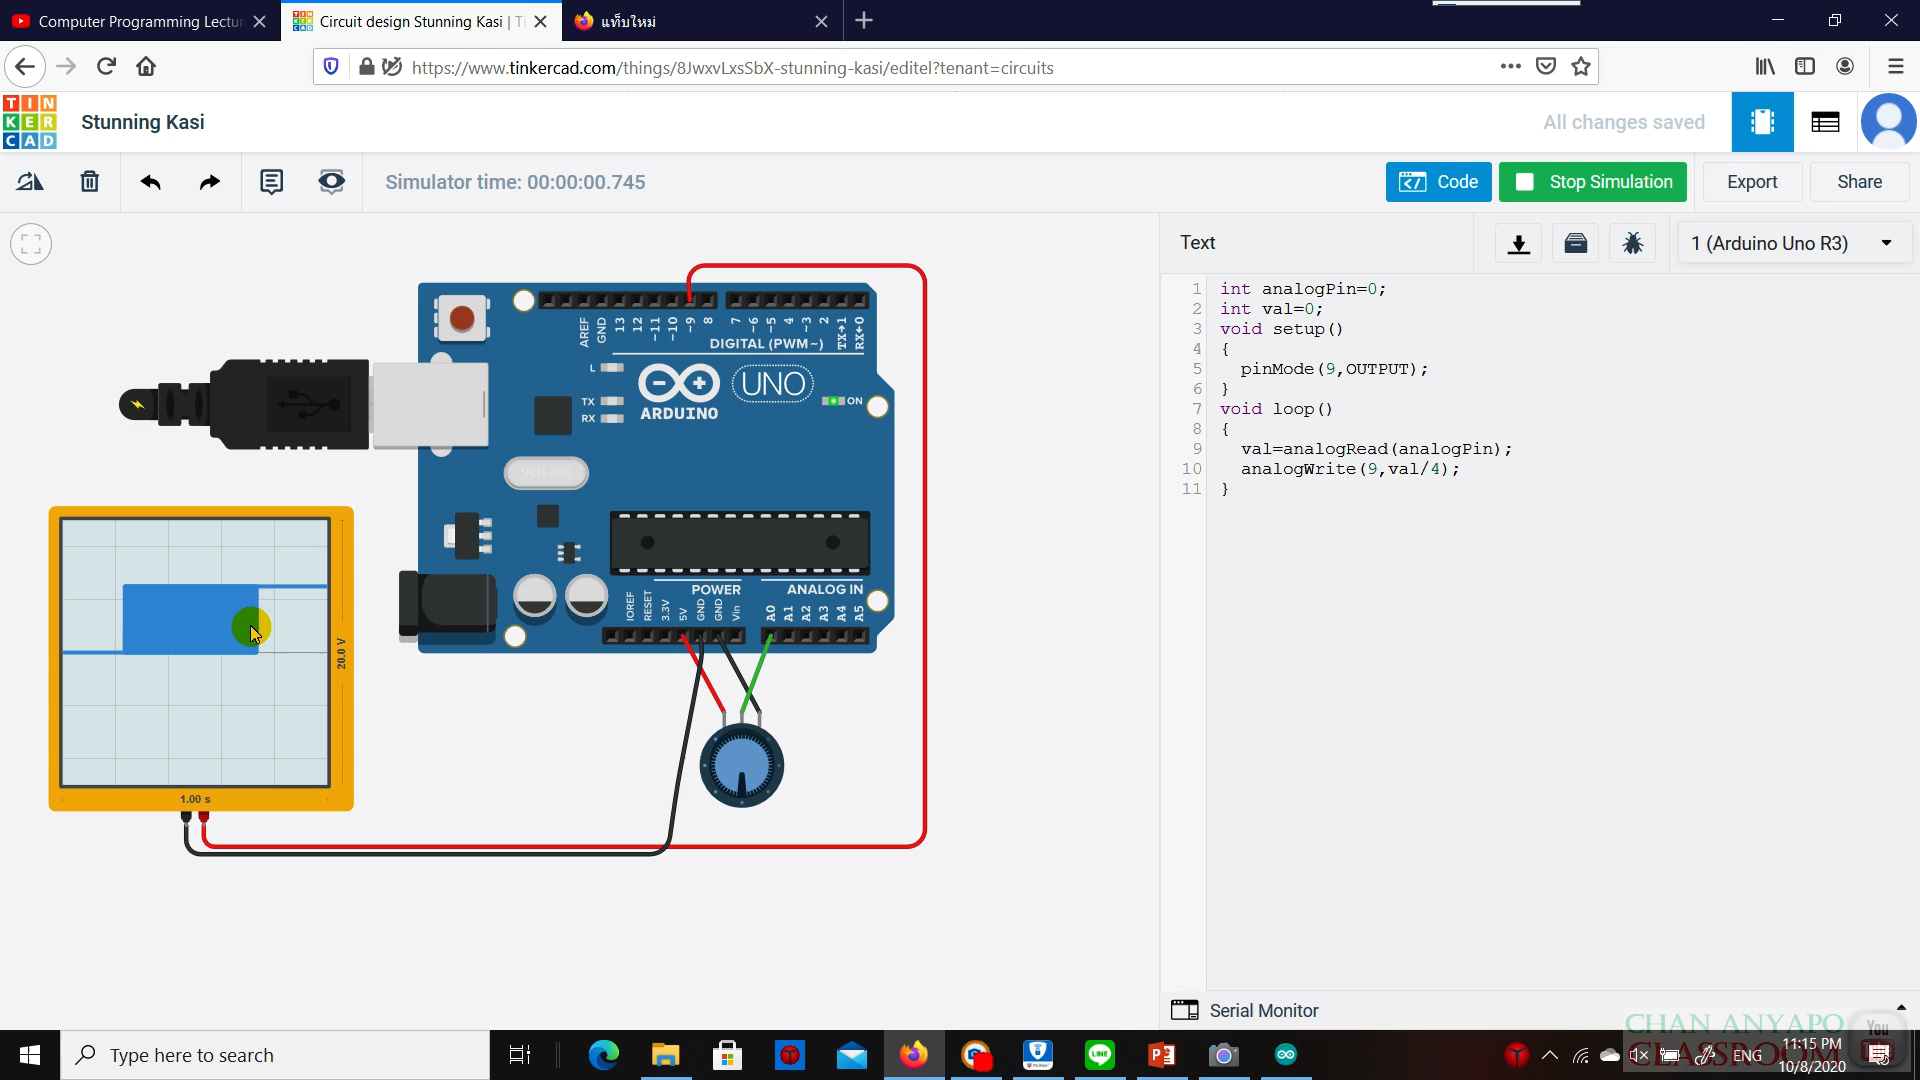 Computer Programming Lectur
Circuit design Stunning Kasi | Ti
แท็บใหม่
https://www.tinkercad.com/things/8JwxvLxsSbX-stunning-kasi/editel?tenant=circuits
TIN
KER
CAD
Stunning Kasi
All changes saved
Simulator time: 00:00:00.745
Code
Stop Simulation
Export
Share
Text
1 (Arduino Uno R3)
1 int analogPin=0;
2 int val=0;
3 void setup()
4 {
5 pinMode(9,OUTPUT);
6 }
7 void loop()
8 {
9 val=analogRead(analogPin);
10 analogWrite(9,val/4);
11 }
AREF GND 13 12 ~11 ~10 ~9 8 7 ~6 ~5 4 ~3 2 TX→1 RX←0
DIGITAL (PWM~)
L
TX
RX
UNO
ARDUINO
ON
POWER
ANALOG IN
IOREF RESET 3.3V 5V GND GND Vin A0 A1 A2 A3 A4 A5
20.0 V
1.00 s
Serial Monitor
CHAN ANYAPO
CLASSROOM
You
Type here to search
LINE
ENG
11:15 PM
10/8/2020